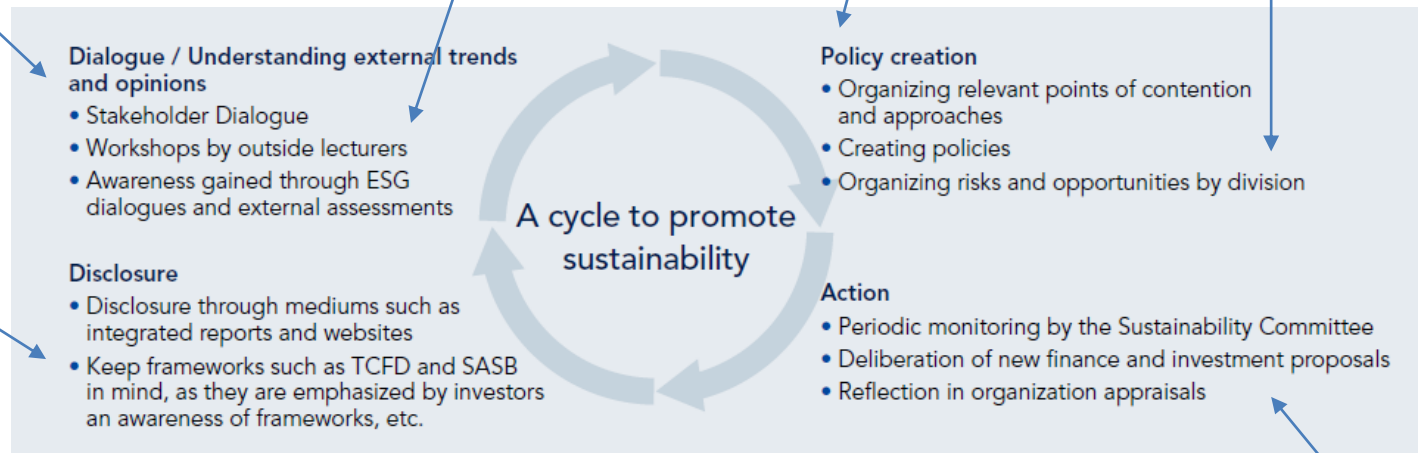 Dialogue / Understanding external trends
and opinions
• Stakeholder Dialogue
• Workshops by outside lecturers
• Awareness gained through ESG
dialogues and external assessments
Policy creation
• Organizing relevant points of contention
and approaches
• Creating policies
• Organizing risks and opportunities by division
A cycle to promote
sustainability
Disclosure
• Disclosure through mediums such as
integrated reports and websites
• Keep frameworks such as TCFD and SASB
in mind, as they are emphasized by investors
an awareness of frameworks, etc.
Action
• Periodic monitoring by the Sustainability Committee
• Deliberation of new finance and investment proposals
• Reflection in organization appraisals